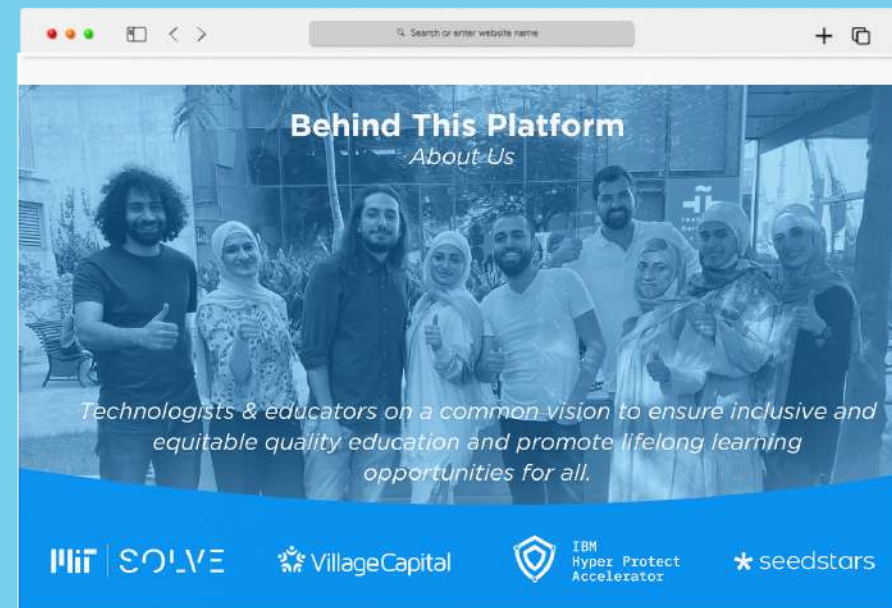 Search or enter website name
Behind This Platform
About Us
Technologists & educators on a common vision to ensure inclusive and
equitable quality education and promote lifelong learning
opportunities for all.
MIT SOLVE
VillageCapital
IBM
Hyper Protect
Accelerator
seedstars